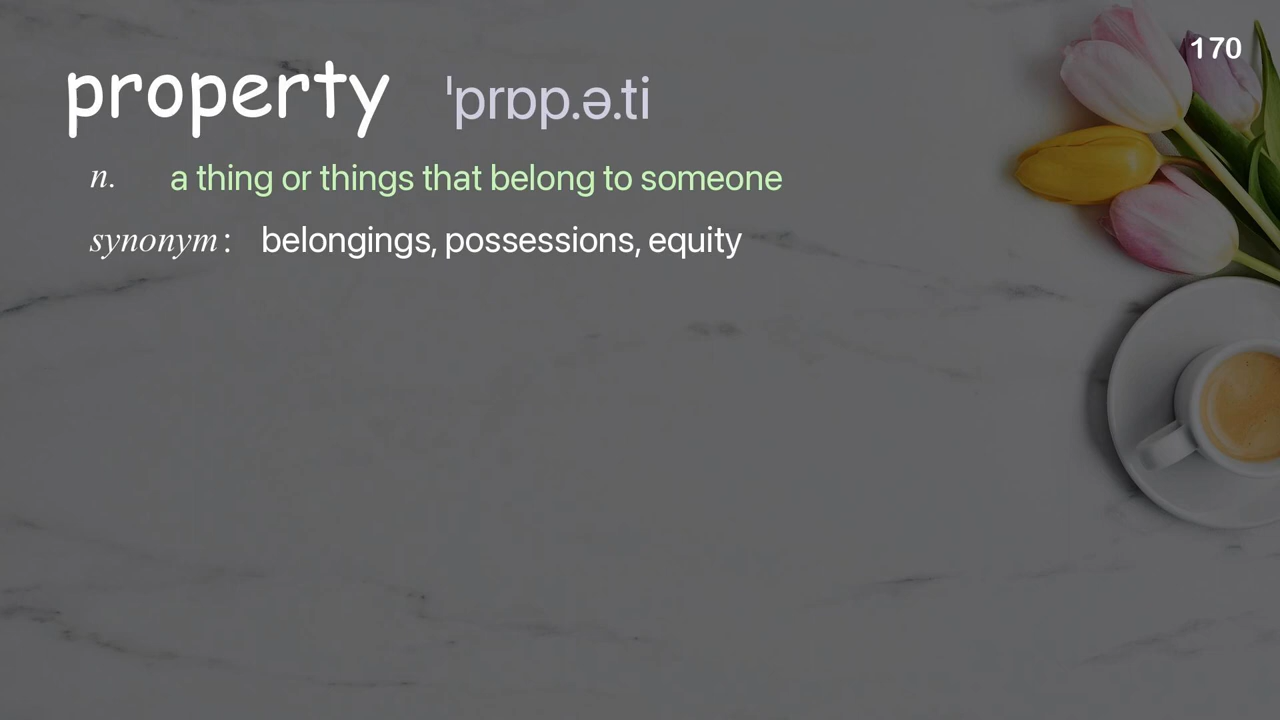 170
property ˈprɒp.ə.ti
n. a thing or things that belong to someone
synonym: belongings, possessions, equity